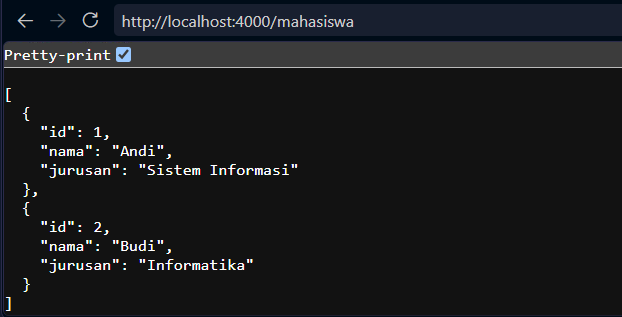 http://localhost:4000/mahasiswa
Pretty-print
[
  {
    "id": 1,
    "nama": "Andi",
    "jurusan": "Sistem Informasi"
  },
  {
    "id": 2,
    "nama": "Budi",
    "jurusan": "Informatika"
  }
]